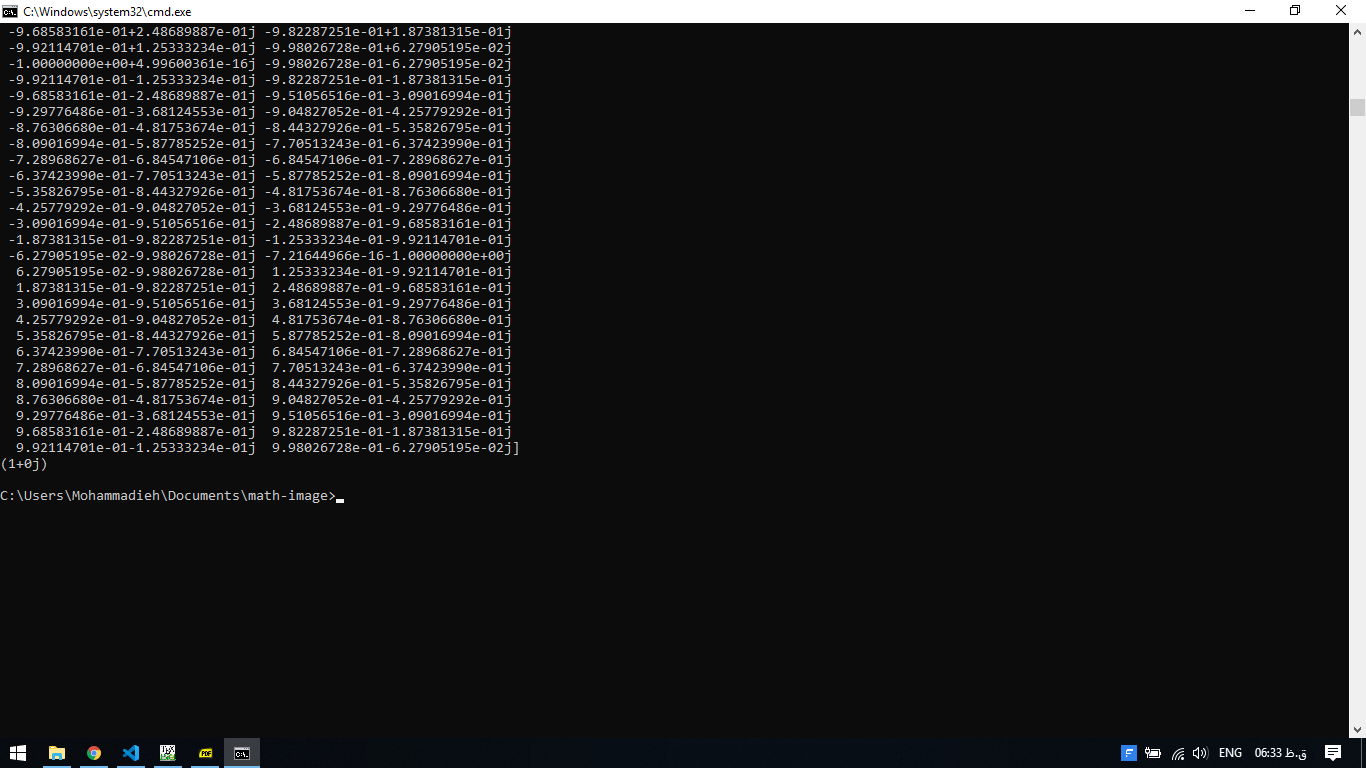 C:\Windows\system32\cmd.exe
-9.68583161e-01+2.48689887e-01j -9.82287251e-01+1.87381315e-01j
-9.92114701e-01+1.25333234e-01j -9.98026728e-01+6.27905195e-02j
-1.00000000e+00+4.99600361e-16j -9.98026728e-01-6.27905195e-02j
-9.92114701e-01-1.25333234e-01j -9.82287251e-01-1.87381315e-01j
-9.68583161e-01-2.48689887e-01j -9.51056516e-01-3.09016994e-01j
-9.29776486e-01-3.68124553e-01j -9.04827052e-01-4.25779292e-01j
-8.76306680e-01-4.81753674e-01j -8.44327926e-01-5.35826795e-01j
-8.09016994e-01-5.87785252e-01j -7.70513243e-01-6.37423990e-01j
-7.28968627e-01-6.84547106e-01j -6.84547106e-01-7.28968627e-01j
-6.37423990e-01-7.70513243e-01j -5.87785252e-01-8.09016994e-01j
-5.35826795e-01-8.44327926e-01j -4.81753674e-01-8.76306680e-01j
-4.25779292e-01-9.04827052e-01j -3.68124553e-01-9.29776486e-01j
-3.09016994e-01-9.51056516e-01j -2.48689887e-01-9.68583161e-01j
-1.87381315e-01-9.82287251e-01j -1.25333234e-01-9.92114701e-01j
-6.27905195e-02-9.98026728e-01j -7.21644966e-16-1.00000000e+00j
6.27905195e-02-9.98026728e-01j 1.25333234e-01-9.92114701e-01j
1.87381315e-01-9.82287251e-01j 2.48689887e-01-9.68583161e-01j
3.09016994e-01-9.51056516e-01j 3.68124553e-01-9.29776486e-01j
4.25779292e-01-9.04827052e-01j 4.81753674e-01-8.76306680e-01j
5.35826795e-01-8.44327926e-01j 5.87785252e-01-8.09016994e-01j
6.37423990e-01-7.70513243e-01j 6.84547106e-01-7.28968627e-01j
7.28968627e-01-6.84547106e-01j 7.70513243e-01-6.37423990e-01j
8.09016994e-01-5.87785252e-01j 8.44327926e-01-5.35826795e-01j
8.76306680e-01-4.81753674e-01j 9.04827052e-01-4.25779292e-01j
9.29776486e-01-3.68124553e-01j 9.51056516e-01-3.09016994e-01j
9.68583161e-01-2.48689887e-01j 9.82287251e-01-1.87381315e-01j
9.92114701e-01-1.25333234e-01j 9.98026728e-01-6.27905195e-02j]
(1+0j)
C:\Users\Mohammadieh\Documents\math-image>
PDF
ENG
06:33 ق.ظ